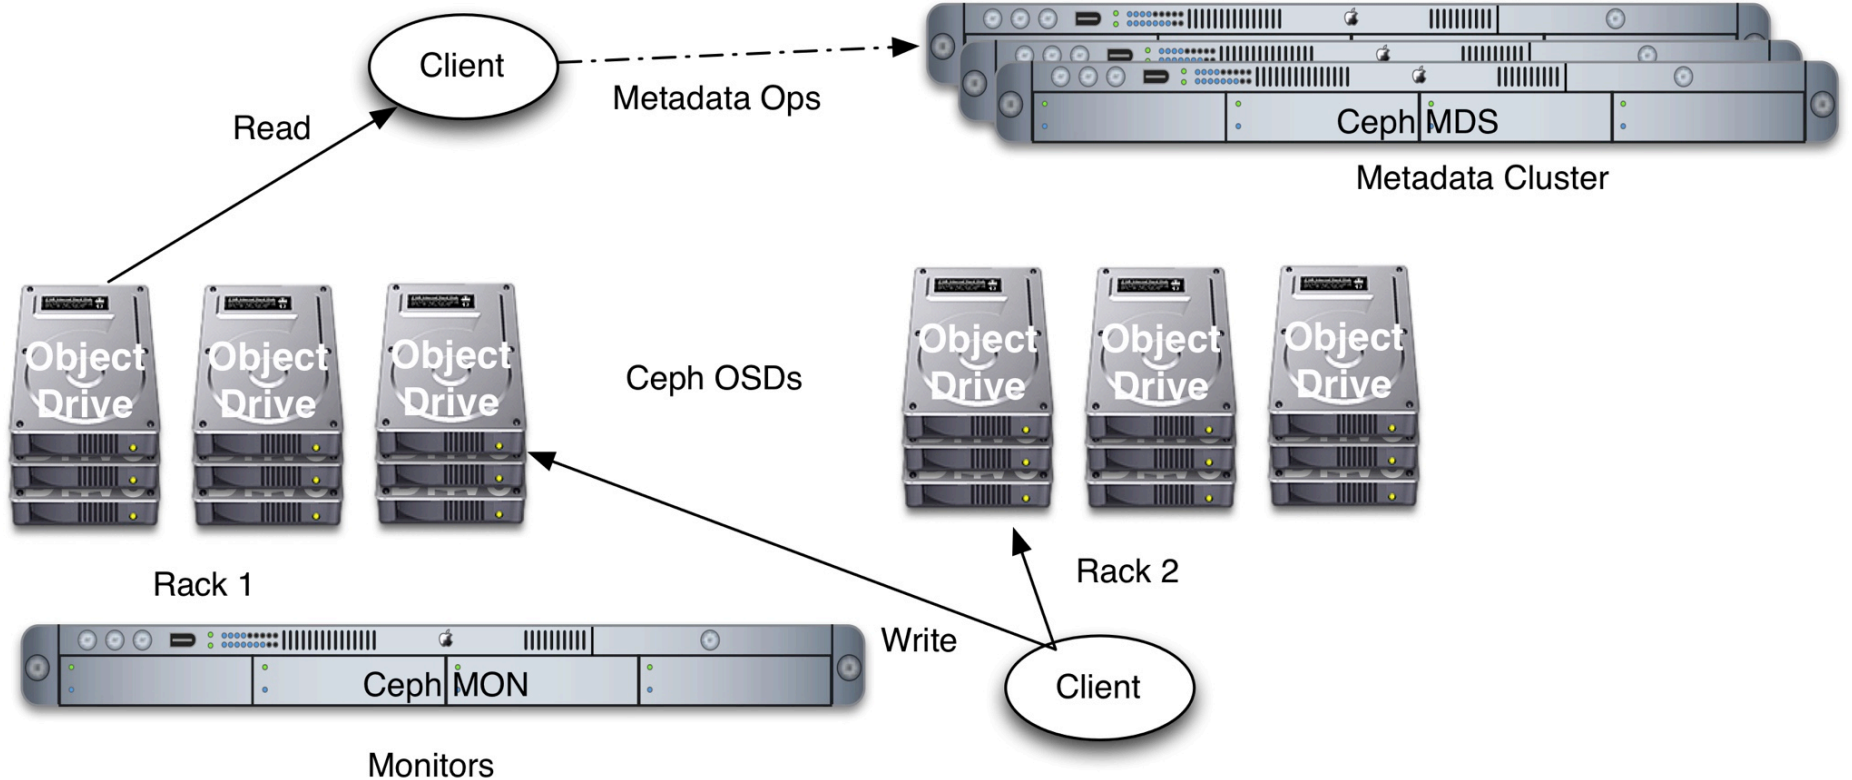 Client
Metadata Ops
Read
Ceph MDS
Metadata Cluster
Object
Drive
Object
Drive
Object
Drive
Ceph OSDs
Object
Drive
Object
Drive
Object
Drive
Rack 1
Rack 2
Write
Ceph MON
Client
Monitors